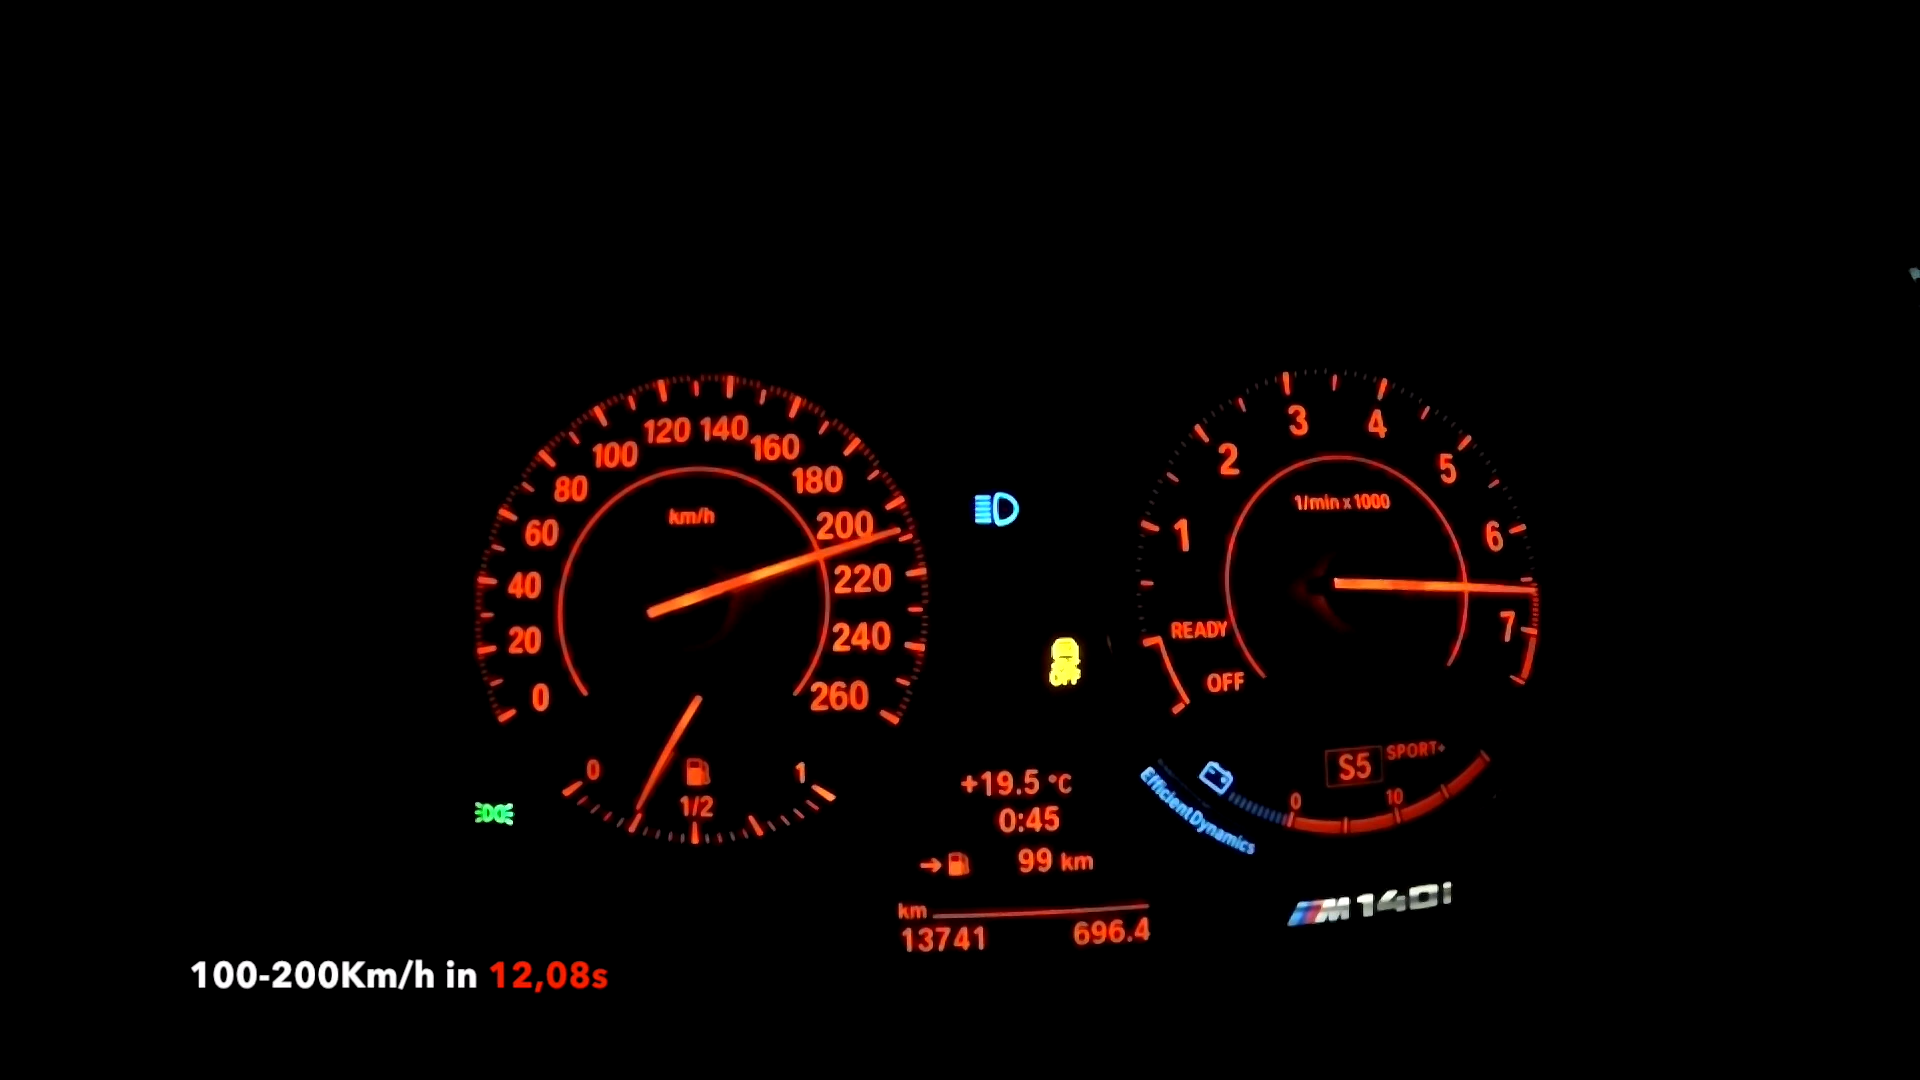 0
20
40
60
80
100
120
140
160
180
200
220
240
260
km/h
0
1/2
1
OFF
1
2
3
4
5
6
7
1/min x 1000
READY
OFF
S5
SPORT+
0
10
EfficientDynamics
+19.5 °C
0:45
99 km
km
13741 696.4
M140i
100-200Km/h in 12,08s